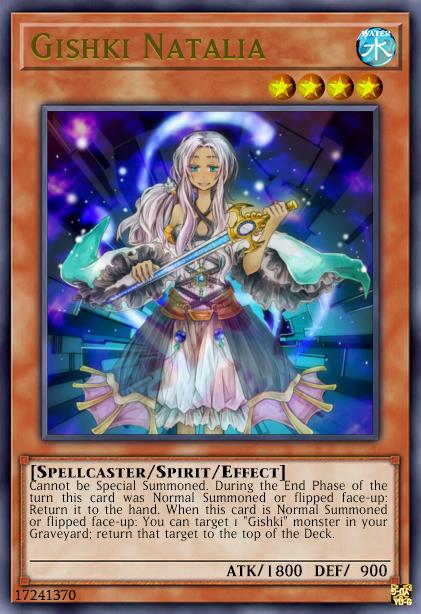 Gishki Natalia
WATER
水
[Spellcaster/Spirit/Effect]
Cannot be Special Summoned. During the End Phase of the
turn this card was Normal Summoned or flipped face-up:
Return it to the hand. When this card is Normal Summoned
or flipped face-up: You can target 1 "Gishki" monster in your
Graveyard; return that target to the top of the Deck.
ATK/1800 DEF/ 900
17241370